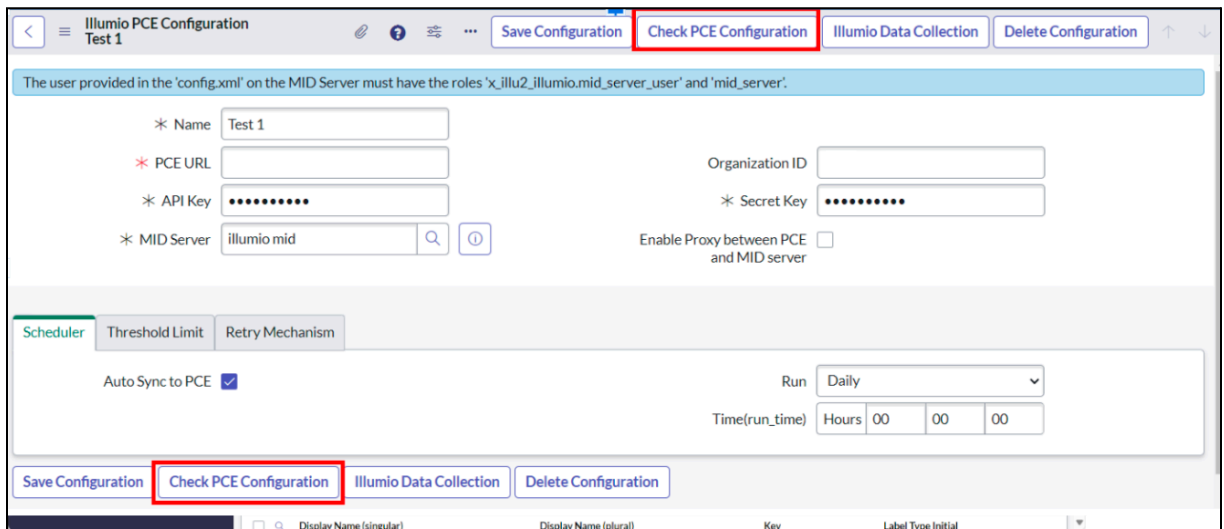 Illumio PCE Configuration
Test 1
Save Configuration Check PCE Configuration Illumio Data Collection Delete Configuration
The user provided in the 'config.xml' on the MID Server must have the roles 'x_illu2_illumio.mid_server_user' and 'mid_server'.
Name Test 1
PCE URL Organization ID
API Key •••••••••• Secret Key ••••••••••
MID Server illumio mid Enable Proxy between PCE
and MID server
Scheduler Threshold Limit Retry Mechanism
Auto Sync to PCE Run Daily
Time(run_time) Hours 00 00 00
Save Configuration Check PCE Configuration Illumio Data Collection Delete Configuration
Display Name (singular) Display Name (plural) Key Label Type Initial